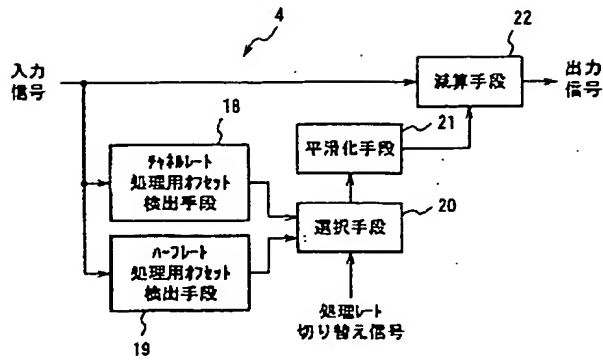 4
22
入力
信号
減算手段
出力
信号
21
18
平滑化手段
チャネルレート
処理用オフセット
検出手段
20
選択手段
ハーフレート
処理用オフセット
検出手段
処理レート
切り替え信号
19